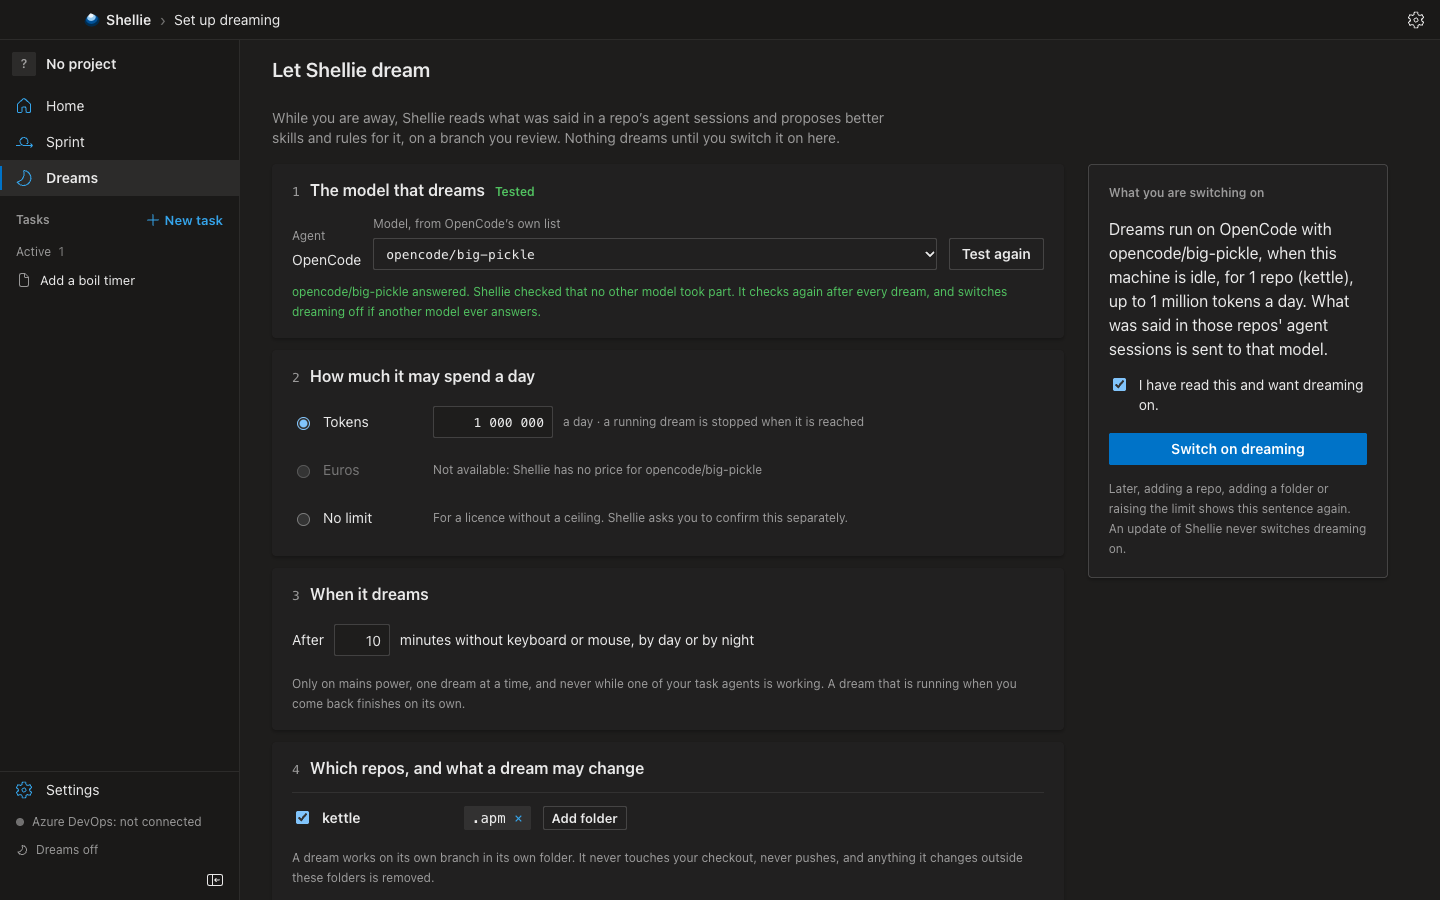 Shellie › Set up dreaming
? No project
Home
Sprint
Dreams
Tasks
+ New task
Active 1
Add a boil timer
Settings
Azure DevOps: not connected
Dreams off
Let Shellie dream
While you are away, Shellie reads what was said in a repo's agent sessions and proposes better
skills and rules for it, on a branch you review. Nothing dreams until you switch it on here.
1 The model that dreams Tested
Agent
OpenCode
Model, from OpenCode's own list
opencode/big-pickle
Test again
opencode/big-pickle answered. Shellie checked that no other model took part. It checks again after every dream, and switches
dreaming off if another model ever answers.
2 How much it may spend a day
Tokens 1 000 000 a day · a running dream is stopped when it is reached
Euros Not available: Shellie has no price for opencode/big-pickle
No limit For a licence without a ceiling. Shellie asks you to confirm this separately.
3 When it dreams
After 10 minutes without keyboard or mouse, by day or by night
Only on mains power, one dream at a time, and never while one of your task agents is working. A dream that is running when you
come back finishes on its own.
4 Which repos, and what a dream may change
kettle .apm × Add folder
A dream works on its own branch in its own folder. It never touches your checkout, never pushes, and anything it changes outside
these folders is removed.
What you are switching on
Dreams run on OpenCode with
opencode/big-pickle, when this
machine is idle, for 1 repo (kettle),
up to 1 million tokens a day. What
was said in those repos' agent
sessions is sent to that model.
I have read this and want dreaming
on.
Switch on dreaming
Later, adding a repo, adding a folder or
raising the limit shows this sentence again.
An update of Shellie never switches dreaming
on.